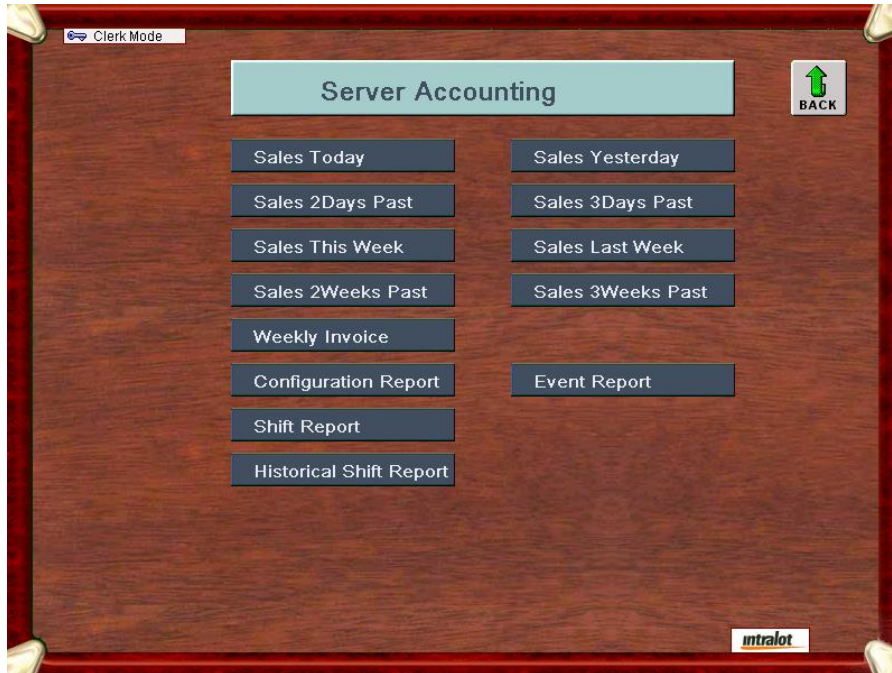 Clerk Mode
Server Accounting
BACK
Sales Today
Sales Yesterday
Sales 2Days Past
Sales 3Days Past
Sales This Week
Sales Last Week
Sales 2Weeks Past
Sales 3Weeks Past
Weekly Invoice
Configuration Report
Event Report
Shift Report
Historical Shift Report
intralot